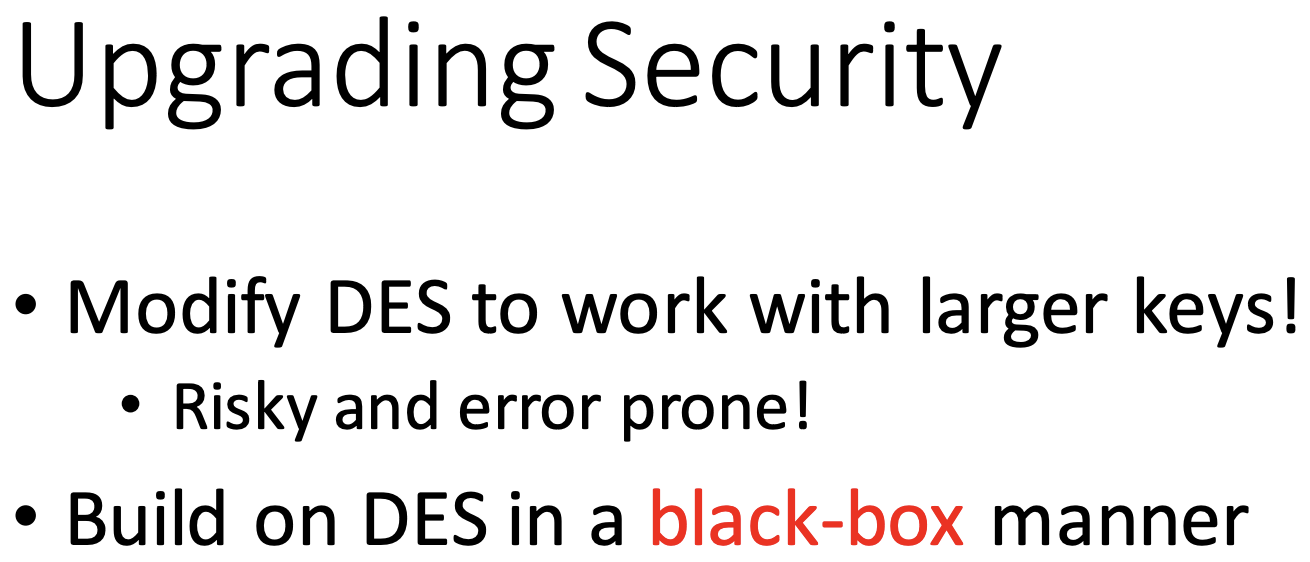 Upgrading Security
• Modify DES to work with larger keys!
• Risky and error prone!
• Build on DES in a black-box manner